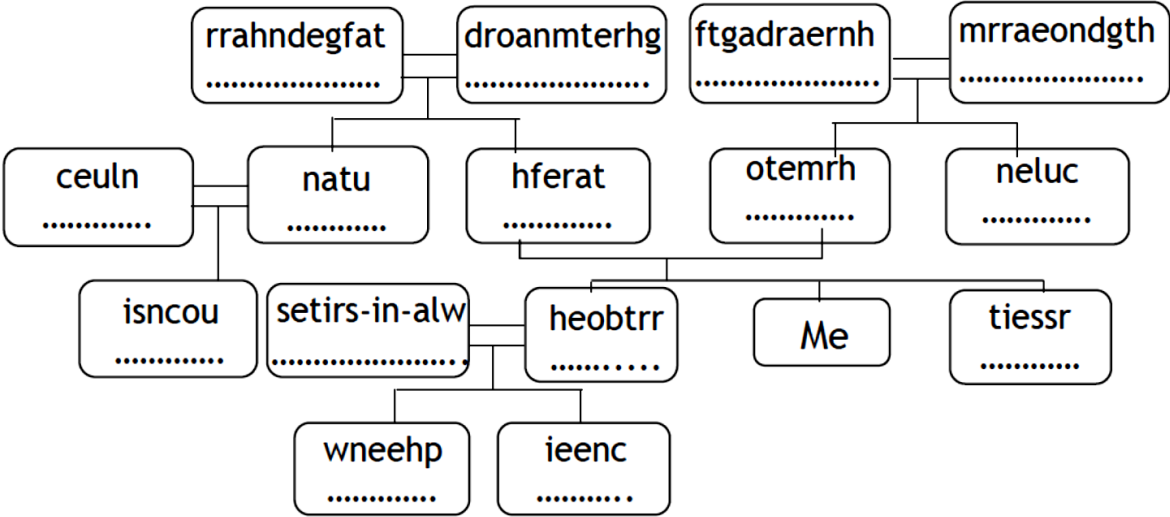 rrahndegfat
.....................
droanmterhg
.....................
ftgadraernh
.....................
mrraeondgth
.....................
ceuln
.............
natu
............
hferat
.............
otemrh
.............
neluc
.............
isncou
.............
setirs-in-alw
.......................
heobtrr
...........
Me
tiessr
............
wneehp
.............
ieenc
...........